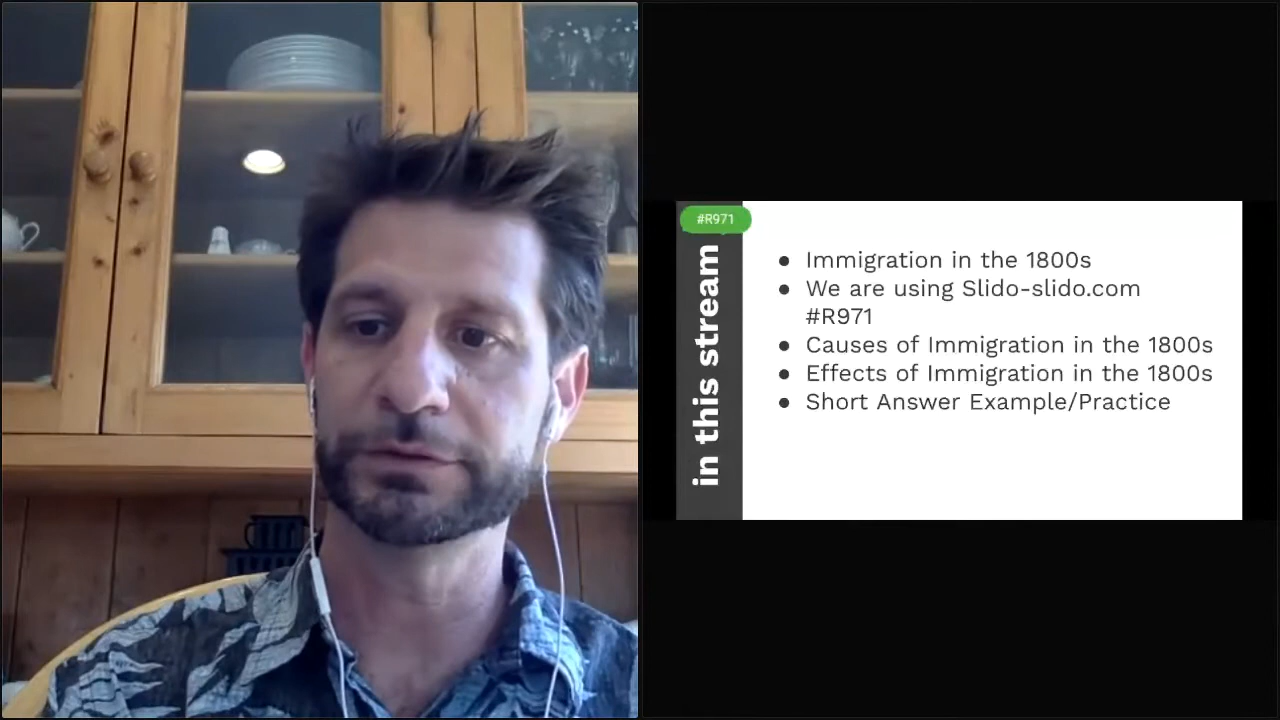 #R971
in this stream
● Immigration in the 1800s
● We are using Slido-slido.com
#R971
● Causes of Immigration in the 1800s
● Effects of Immigration in the 1800s
● Short Answer Example/Practice